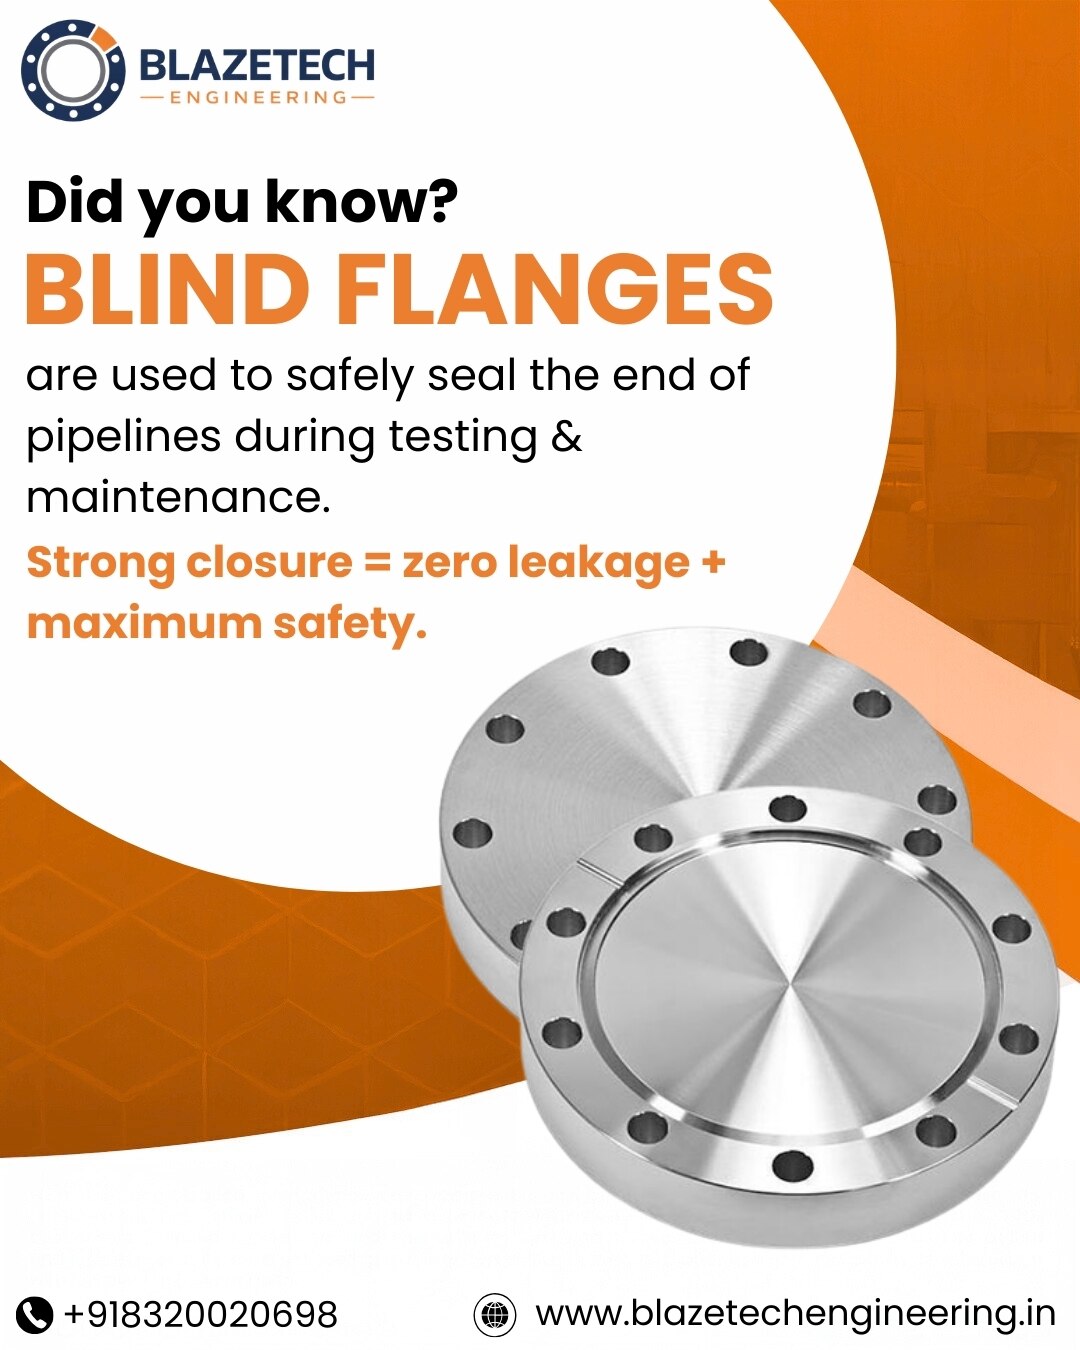 BLAZETECH
ENGINEERING
Did you know?
BLIND FLANGES
are used to safely seal the end of
pipelines during testing &
maintenance.
Strong closure = zero leakage +
maximum safety.
+918320020698
www.blazetechengineering.in